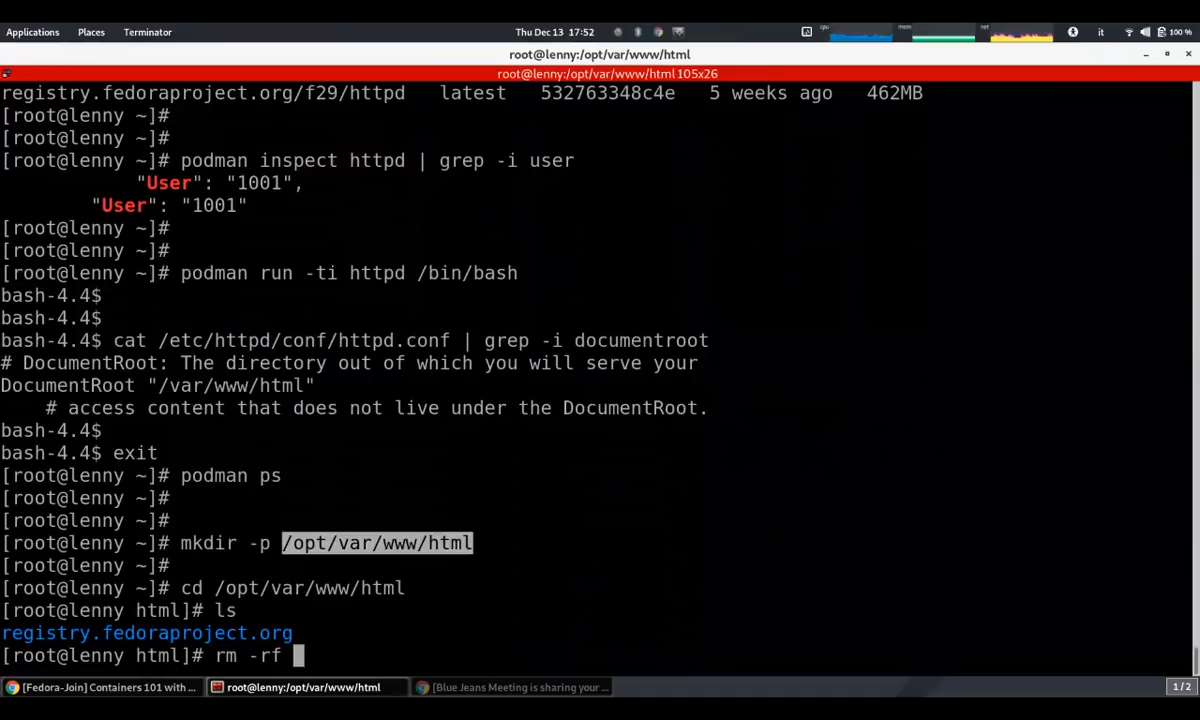 Applications Places Terminator Thu Dec 13 17:52 cpu mem net it 100 %
root@lenny:/opt/var/www/html
root@lenny:/opt/var/www/html 105x26
registry.fedoraproject.org/f29/httpd latest 532763348c4e 5 weeks ago 462MB
[root@lenny ~]#
[root@lenny ~]#
[root@lenny ~]# podman inspect httpd | grep -i user
"User": "1001",
"User": "1001"
[root@lenny ~]#
[root@lenny ~]#
[root@lenny ~]# podman run -ti httpd /bin/bash
bash-4.4$
bash-4.4$
bash-4.4$ cat /etc/httpd/conf/httpd.conf | grep -i documentroot
# DocumentRoot: The directory out of which you will serve your
DocumentRoot "/var/www/html"
# access content that does not live under the DocumentRoot.
bash-4.4$
bash-4.4$ exit
[root@lenny ~]# podman ps
[root@lenny ~]#
[root@lenny ~]#
[root@lenny ~]# mkdir -p /opt/var/www/html
[root@lenny ~]#
[root@lenny ~]# cd /opt/var/www/html
[root@lenny html]# ls
registry.fedoraproject.org
[root@lenny html]# rm -rf
[Fedora-Join] Containers 101 with ... root@lenny:/opt/var/www/html [Blue Jeans Meeting is sharing your ... 1/2